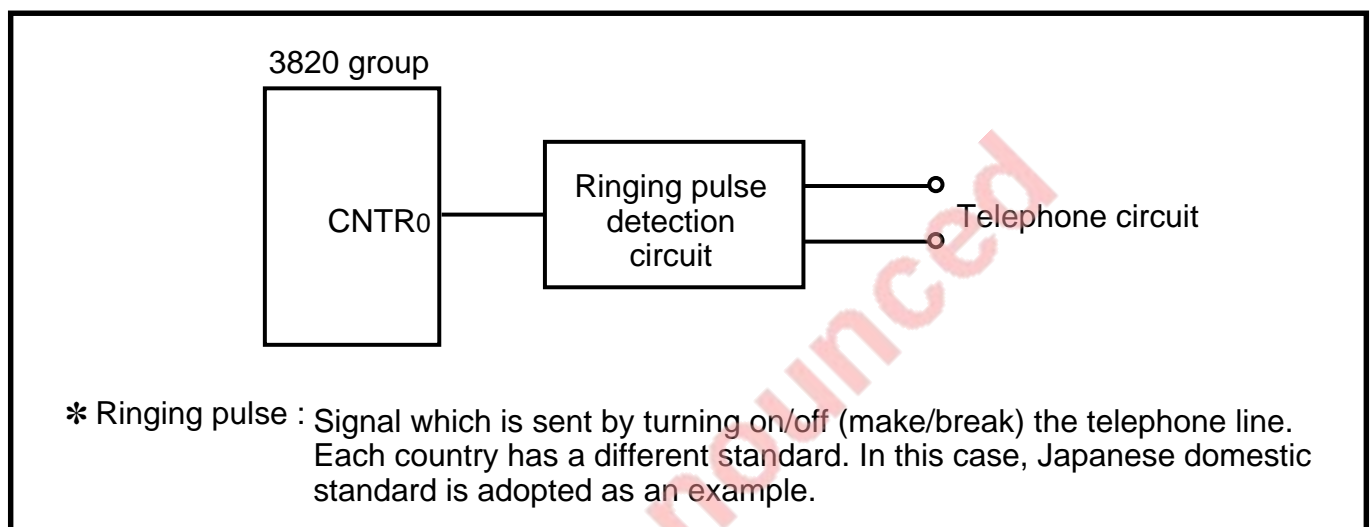 3820 group
CNTR0
Ringing pulse
detection
circuit
Telephone circuit
✽ Ringing pulse : Signal which is sent by turning on/off (make/break) the telephone line.
Each country has a different standard. In this case, Japanese domestic
standard is adopted as an example.
nounced